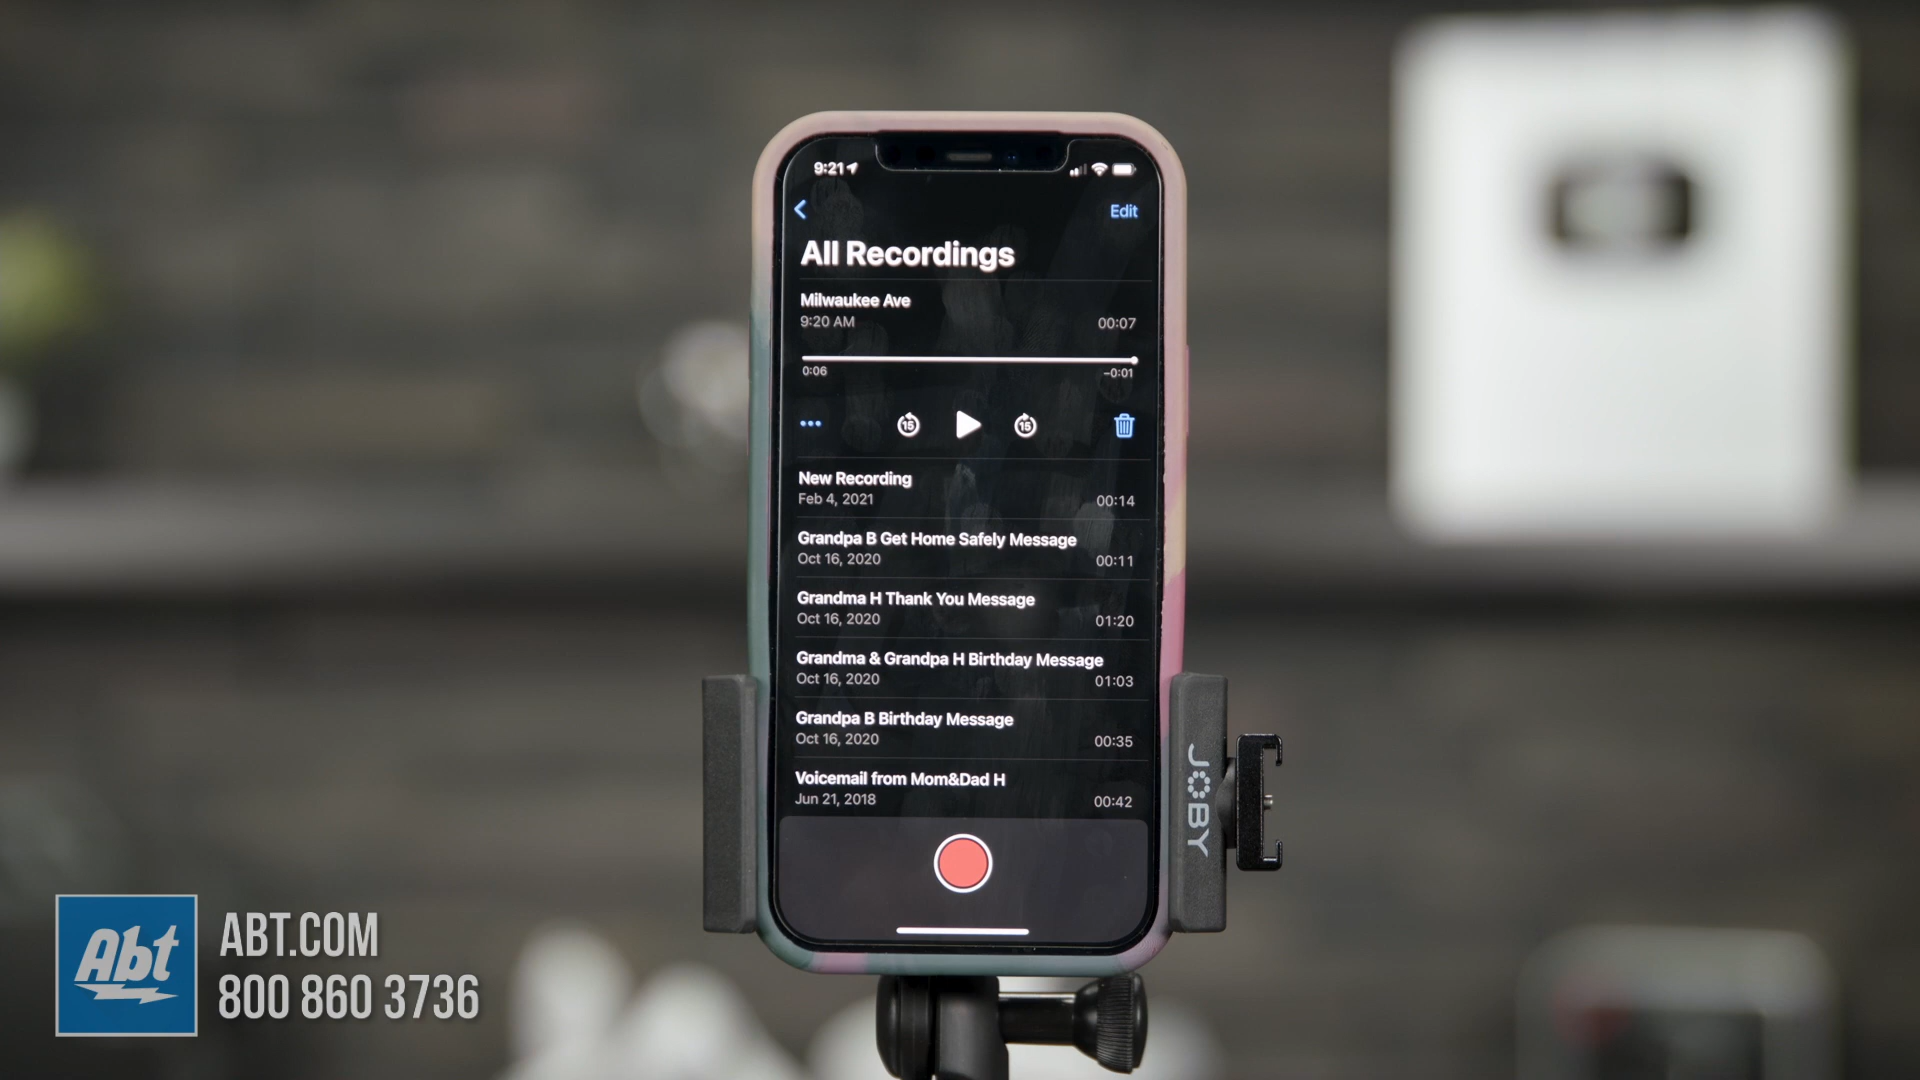 9:21
Edit
All Recordings
Milwaukee Ave
9:20 AM
00:07
0:06
-0:01
15
15
New Recording
Feb 4, 2021
00:14
Grandpa B Get Home Safely Message
Oct 16, 2020
00:11
Grandma H Thank You Message
Oct 16, 2020
01:20
Grandma & Grandpa H Birthday Message
Oct 16, 2020
01:03
Grandpa B Birthday Message
Oct 16, 2020
00:35
Voicemail from Mom&Dad H
Jun 21, 2018
00:42
JOBY
Abt
ABT.COM
800 860 3736